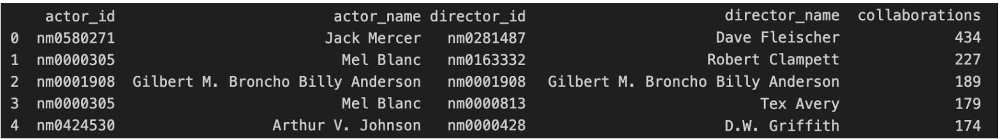 actor_id actor_name director_id director_name collaborations
0 nm0580271 Jack Mercer nm0281487 Dave Fleischer 434
1 nm0000305 Mel Blanc nm0163332 Robert Clampett 227
2 nm0001908 Gilbert M. Broncho Billy Anderson nm0001908 Gilbert M. Broncho Billy Anderson 189
3 nm0000305 Mel Blanc nm0000813 Tex Avery 179
4 nm0424530 Arthur V. Johnson nm0000428 D.W. Griffith 174